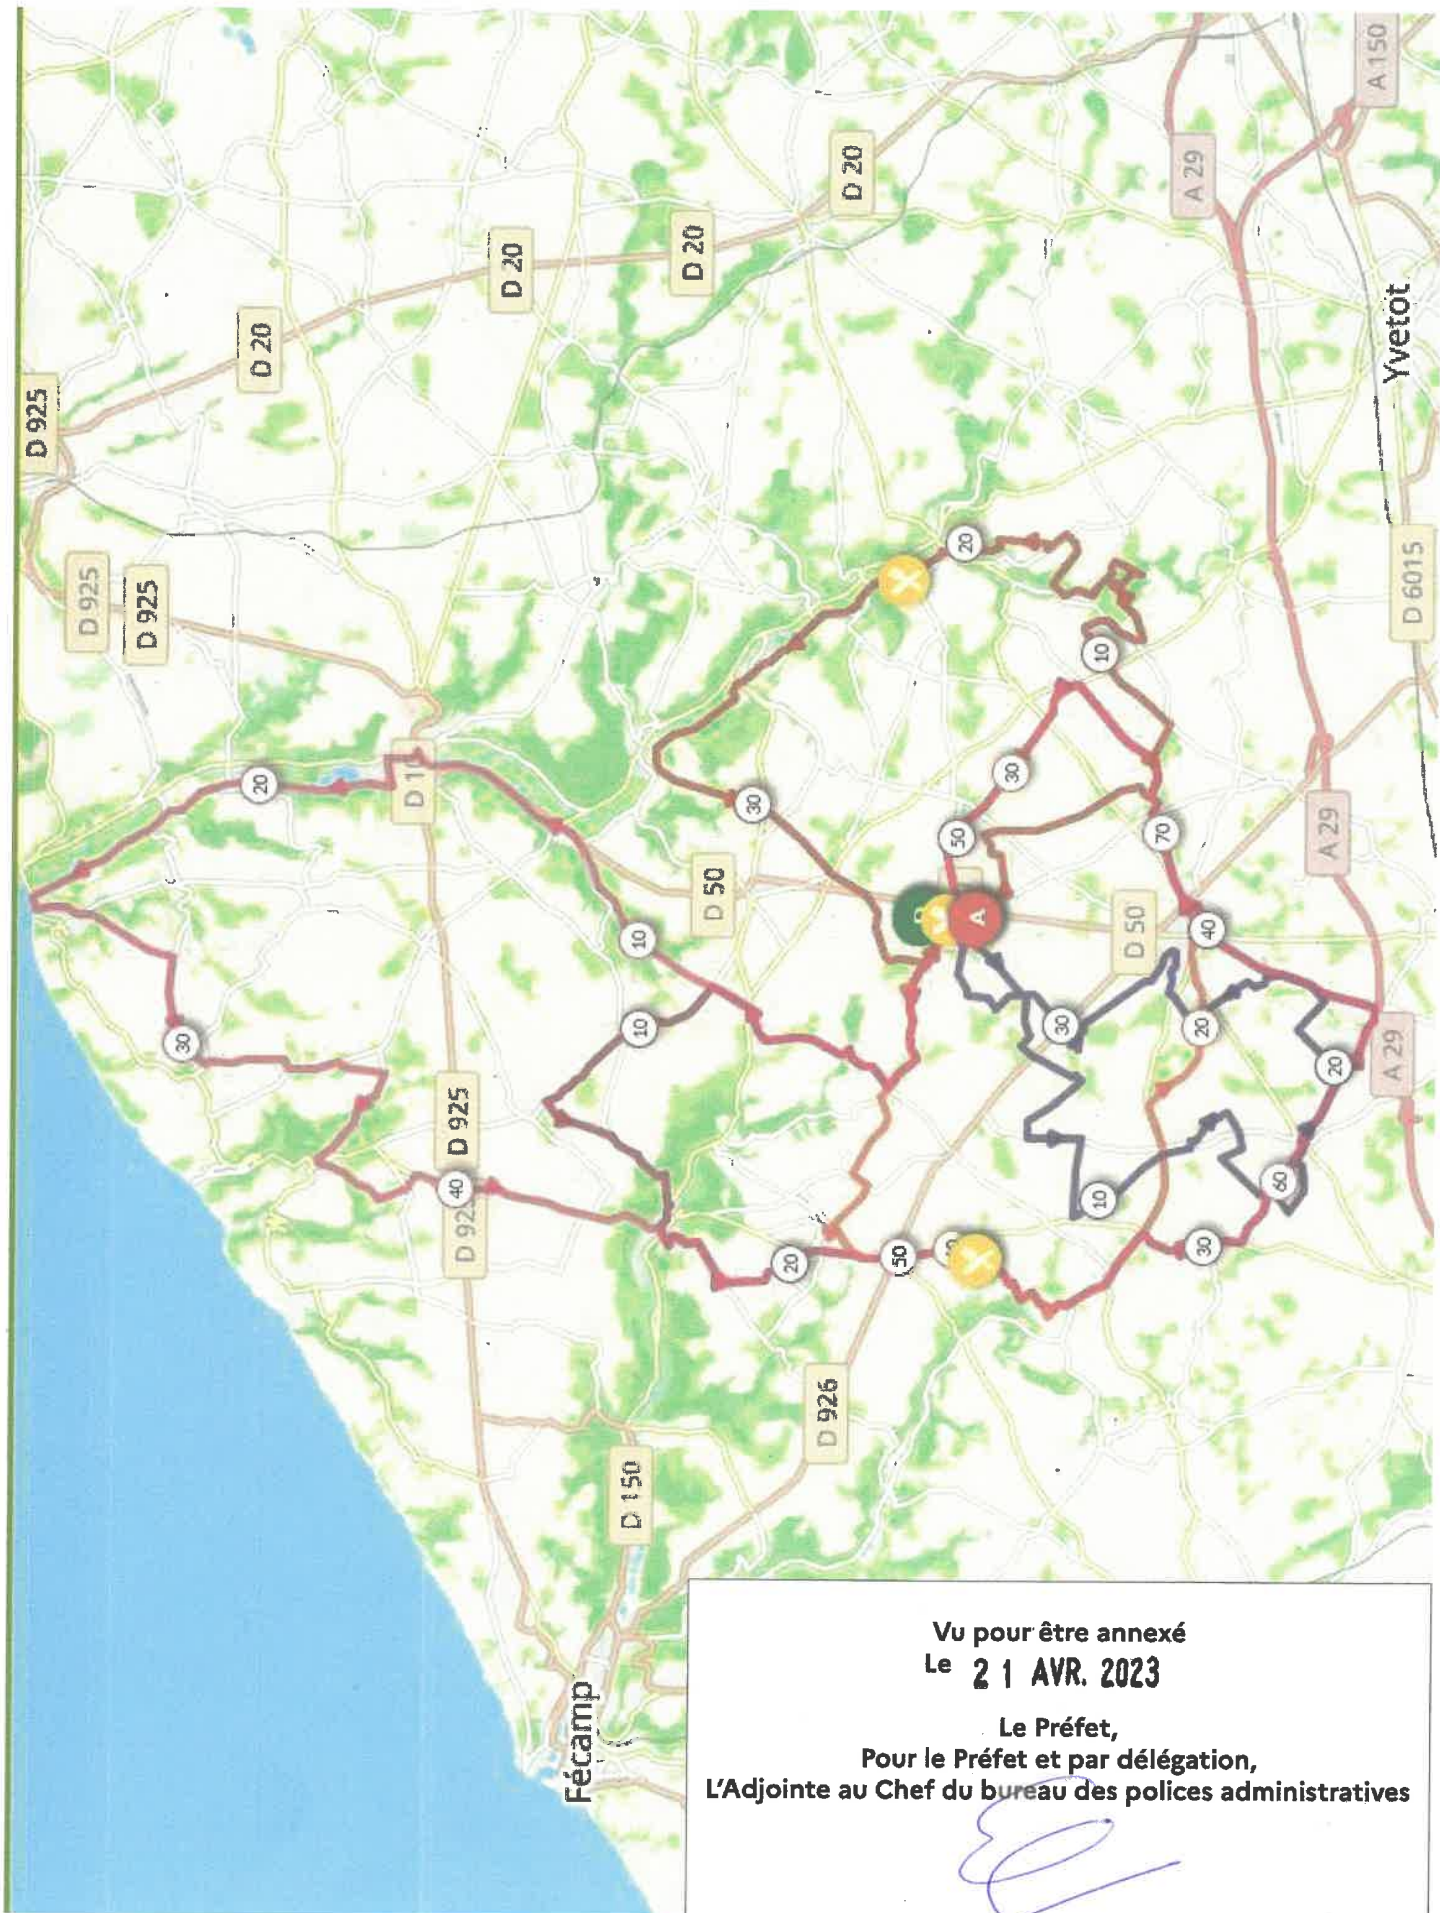 D 925
D 925
D 925
D 20
D 20
D 20
D 20
A 150
A 29
Yvetot
D 6015
A 29
A 29
D 50
D 50
D 925
D 926
D 150
Fécamp
20
30
40
10
10
20
50
30
20
10
30
50
70
40
30
20
20
10
60
30
A
Vu pour être annexé
Le 21 AVR. 2023
Le Préfet,
Pour le Préfet et par délégation,
L'Adjointe au Chef du bureau des polices administratives